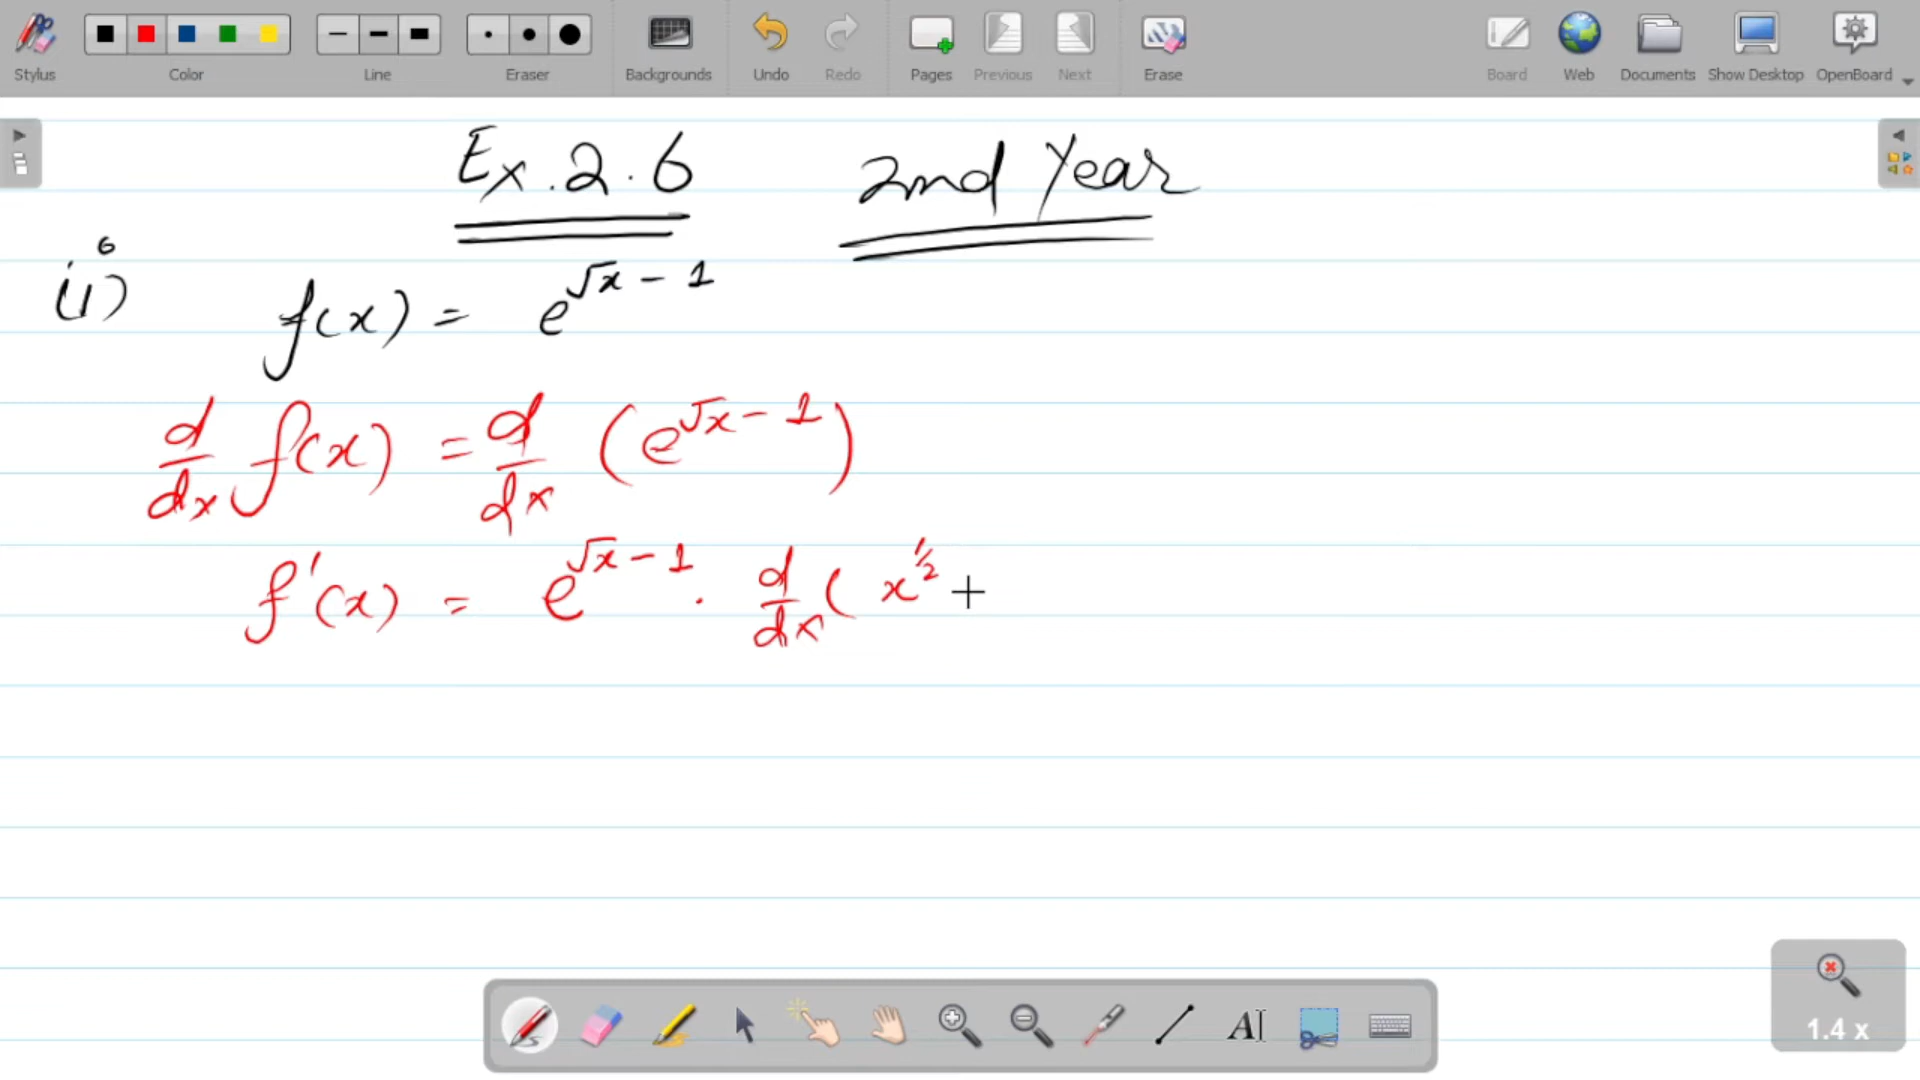 Stylus Color Line Eraser Backgrounds Undo Redo Pages Previous Next Erase Board Web Documents Show Desktop OpenBoard
Ex.2.6 2nd Year
(i) f(x) = e^{√x - 1}
d/dx f(x) = d/dx (e^{√x - 1})
f'(x) = e^{√x - 1} . d/dx ( x^{1/2}
1.4 x